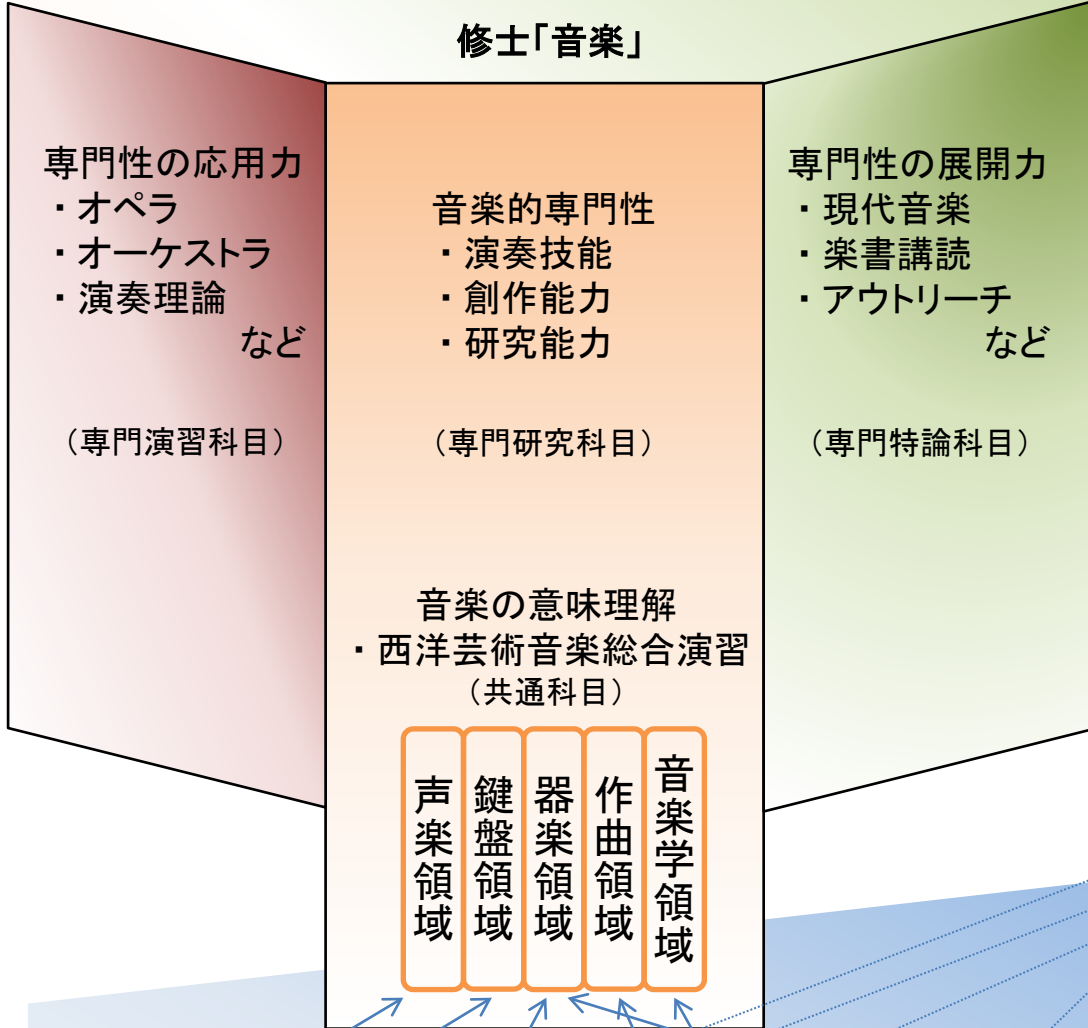 修士「音楽」
専門性の応用力
・オペラ
・オーケストラ
・演奏理論
など
（専門演習科目）
音楽的専門性
・演奏技能
・創作能力
・研究能力
（専門研究科目）
専門性の展開力
・現代音楽
・楽書講読
・アウトリーチ
など
（専門特論科目）
音楽の意味理解
・西洋芸術音楽総合演習
（共通科目）
声楽領域
鍵盤領域
器楽領域
作曲領域
音楽学領域